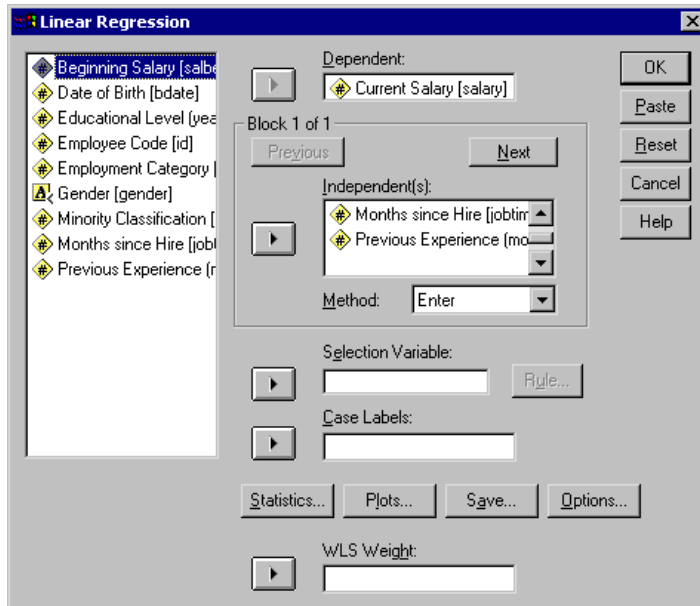 Linear Regression
Beginning Salary [salbe
Date of Birth [bdate]
Educational Level (yea
Employee Code [id]
Employment Category [
Gender [gender]
Minority Classification [
Months since Hire [jobt
Previous Experience (m
Dependent:
Current Salary [salary]
Block 1 of 1
Previous
Next
Independent(s):
Months since Hire [jobtim
Previous Experience (mo
Method:
Enter
Selection Variable:
Rule...
Case Labels:
Statistics...
Plots...
Save...
Options...
WLS Weight:
OK
Paste
Reset
Cancel
Help